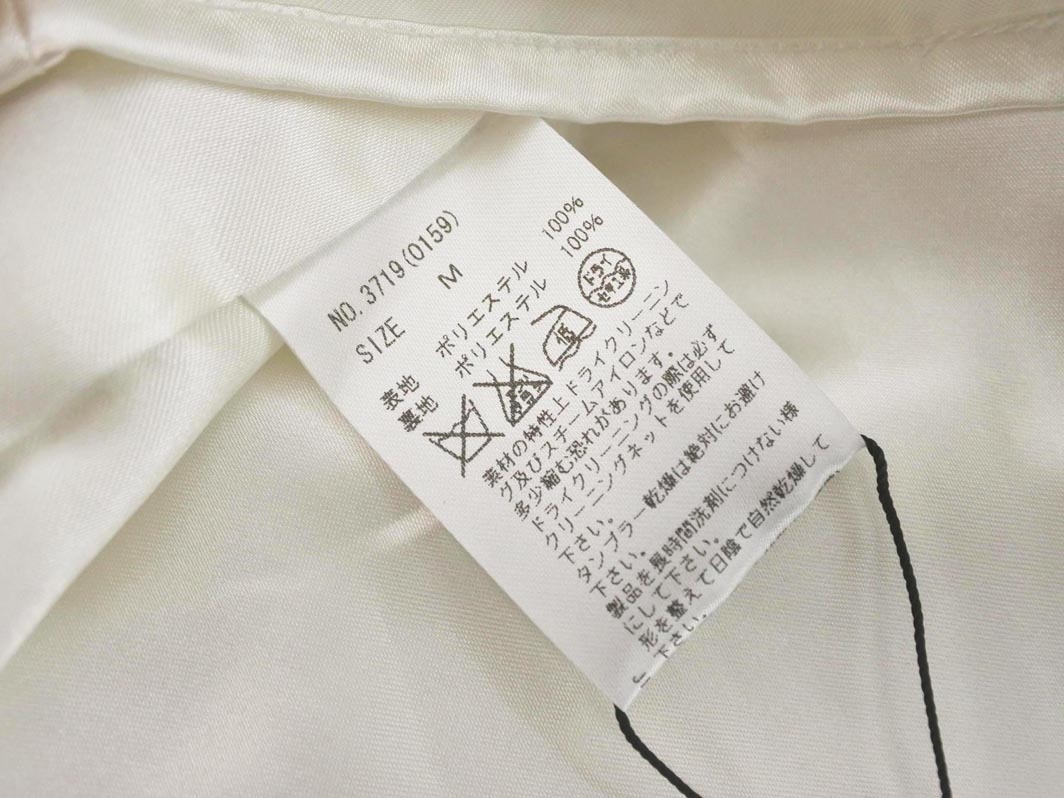 NO. 3719(0159)
SIZE M
表地 ポリエステル 100%
裏地 ポリエステル 100%
低
ドライ
セキユ系
素材の特性上ドライクリーニン
グ及びスチームアイロンなどで
多少縮む恐れがあります。
ドライクリーニングの際は必ず
クリーニングネットを使用して
下さい。
タンブラー乾燥は絶対にお避け
下さい。
製品を長時間洗剤につけない様
にして下さい。
形を整えて日陰で自然乾燥して
下さい。